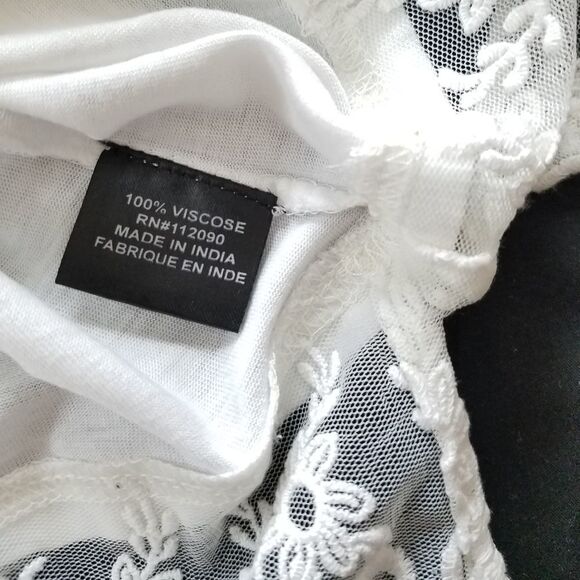 100% VISCOSE
RN#112090
MADE IN INDIA
FABRIQUE EN INDE